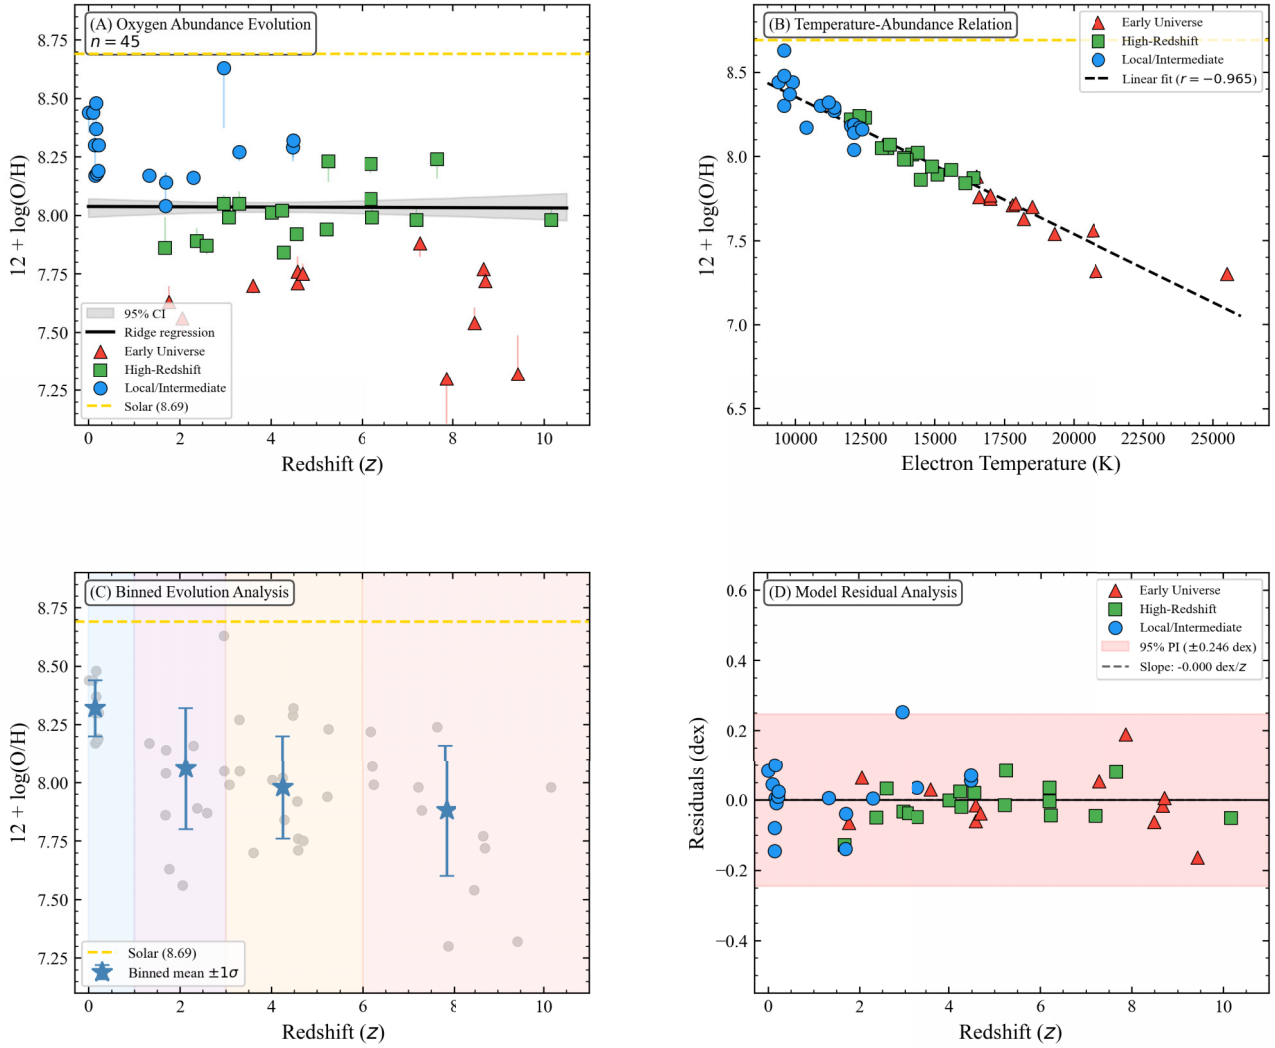 (A) Oxygen Abundance Evolution
n = 45
12 + log(O/H)
8.75
8.50
8.25
8.00
7.75
7.50
7.25
95% CI
Ridge regression
Early Universe
High-Redshift
Local/Intermediate
Solar (8.69)
0 2 4 6 8 10
Redshift (z)
(B) Temperature-Abundance Relation
12 + log(O/H)
8.5
8.0
7.5
7.0
6.5
Early Universe
High-Redshift
Local/Intermediate
Linear fit (r = −0.965)
10000 12500 15000 17500 20000 22500 25000
Electron Temperature (K)
(C) Binned Evolution Analysis
12 + log(O/H)
8.75
8.50
8.25
8.00
7.75
7.50
7.25
Solar (8.69)
Binned mean ±1σ
0 2 4 6 8 10
Redshift (z)
(D) Model Residual Analysis
Residuals (dex)
0.6
0.4
0.2
0.0
−0.2
−0.4
Early Universe
High-Redshift
Local/Intermediate
95% PI (±0.246 dex)
Slope: -0.000 dex/z
0 2 4 6 8 10
Redshift (z)